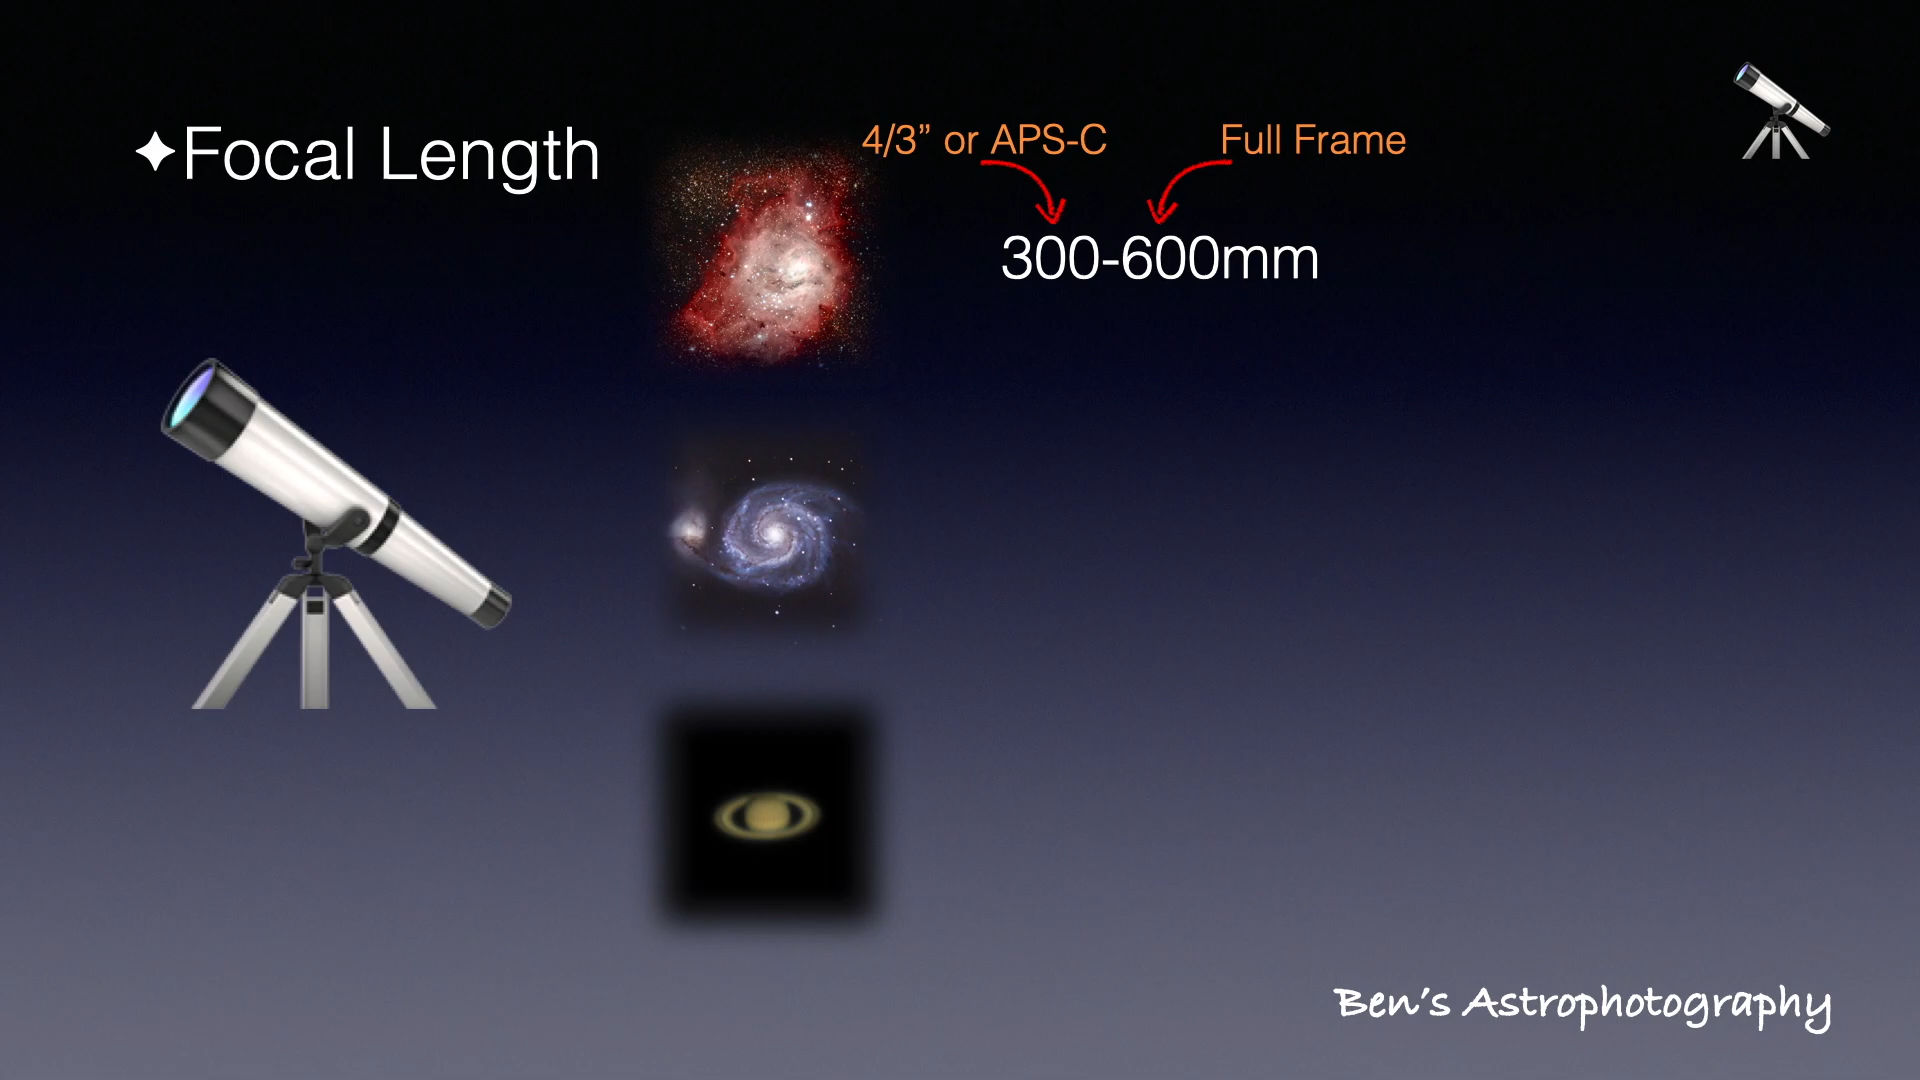 ✦Focal Length
4/3” or APS-C
Full Frame
300-600mm
Ben’s Astrophotography